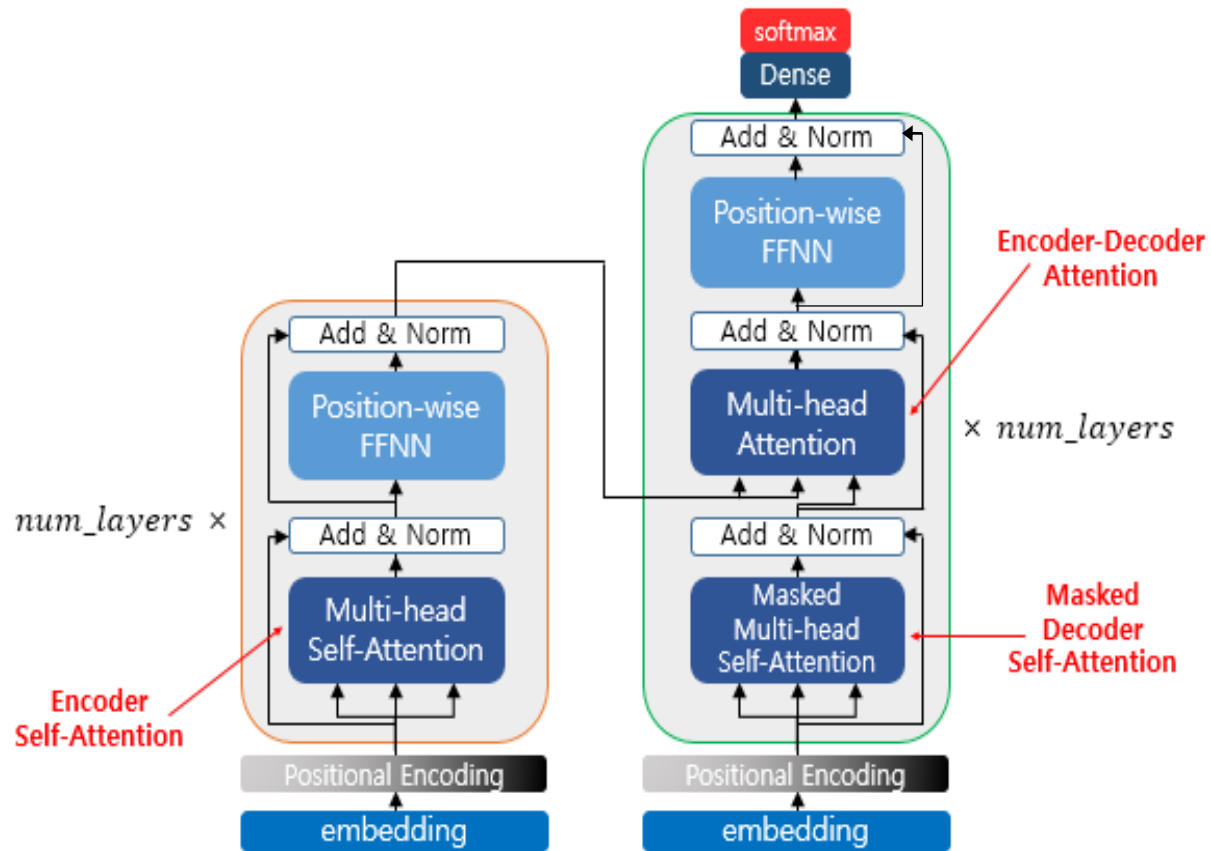 softmax
Dense
Add & Norm
Position-wise
FFNN
Encoder-Decoder
Attention
Add & Norm
Multi-head
Attention
× num_layers
Add & Norm
Masked
Multi-head
Self-Attention
Masked
Decoder
Self-Attention
Positional Encoding
embedding
Add & Norm
Position-wise
FFNN
num_layers ×
Add & Norm
Multi-head
Self-Attention
Encoder
Self-Attention
Positional Encoding
embedding